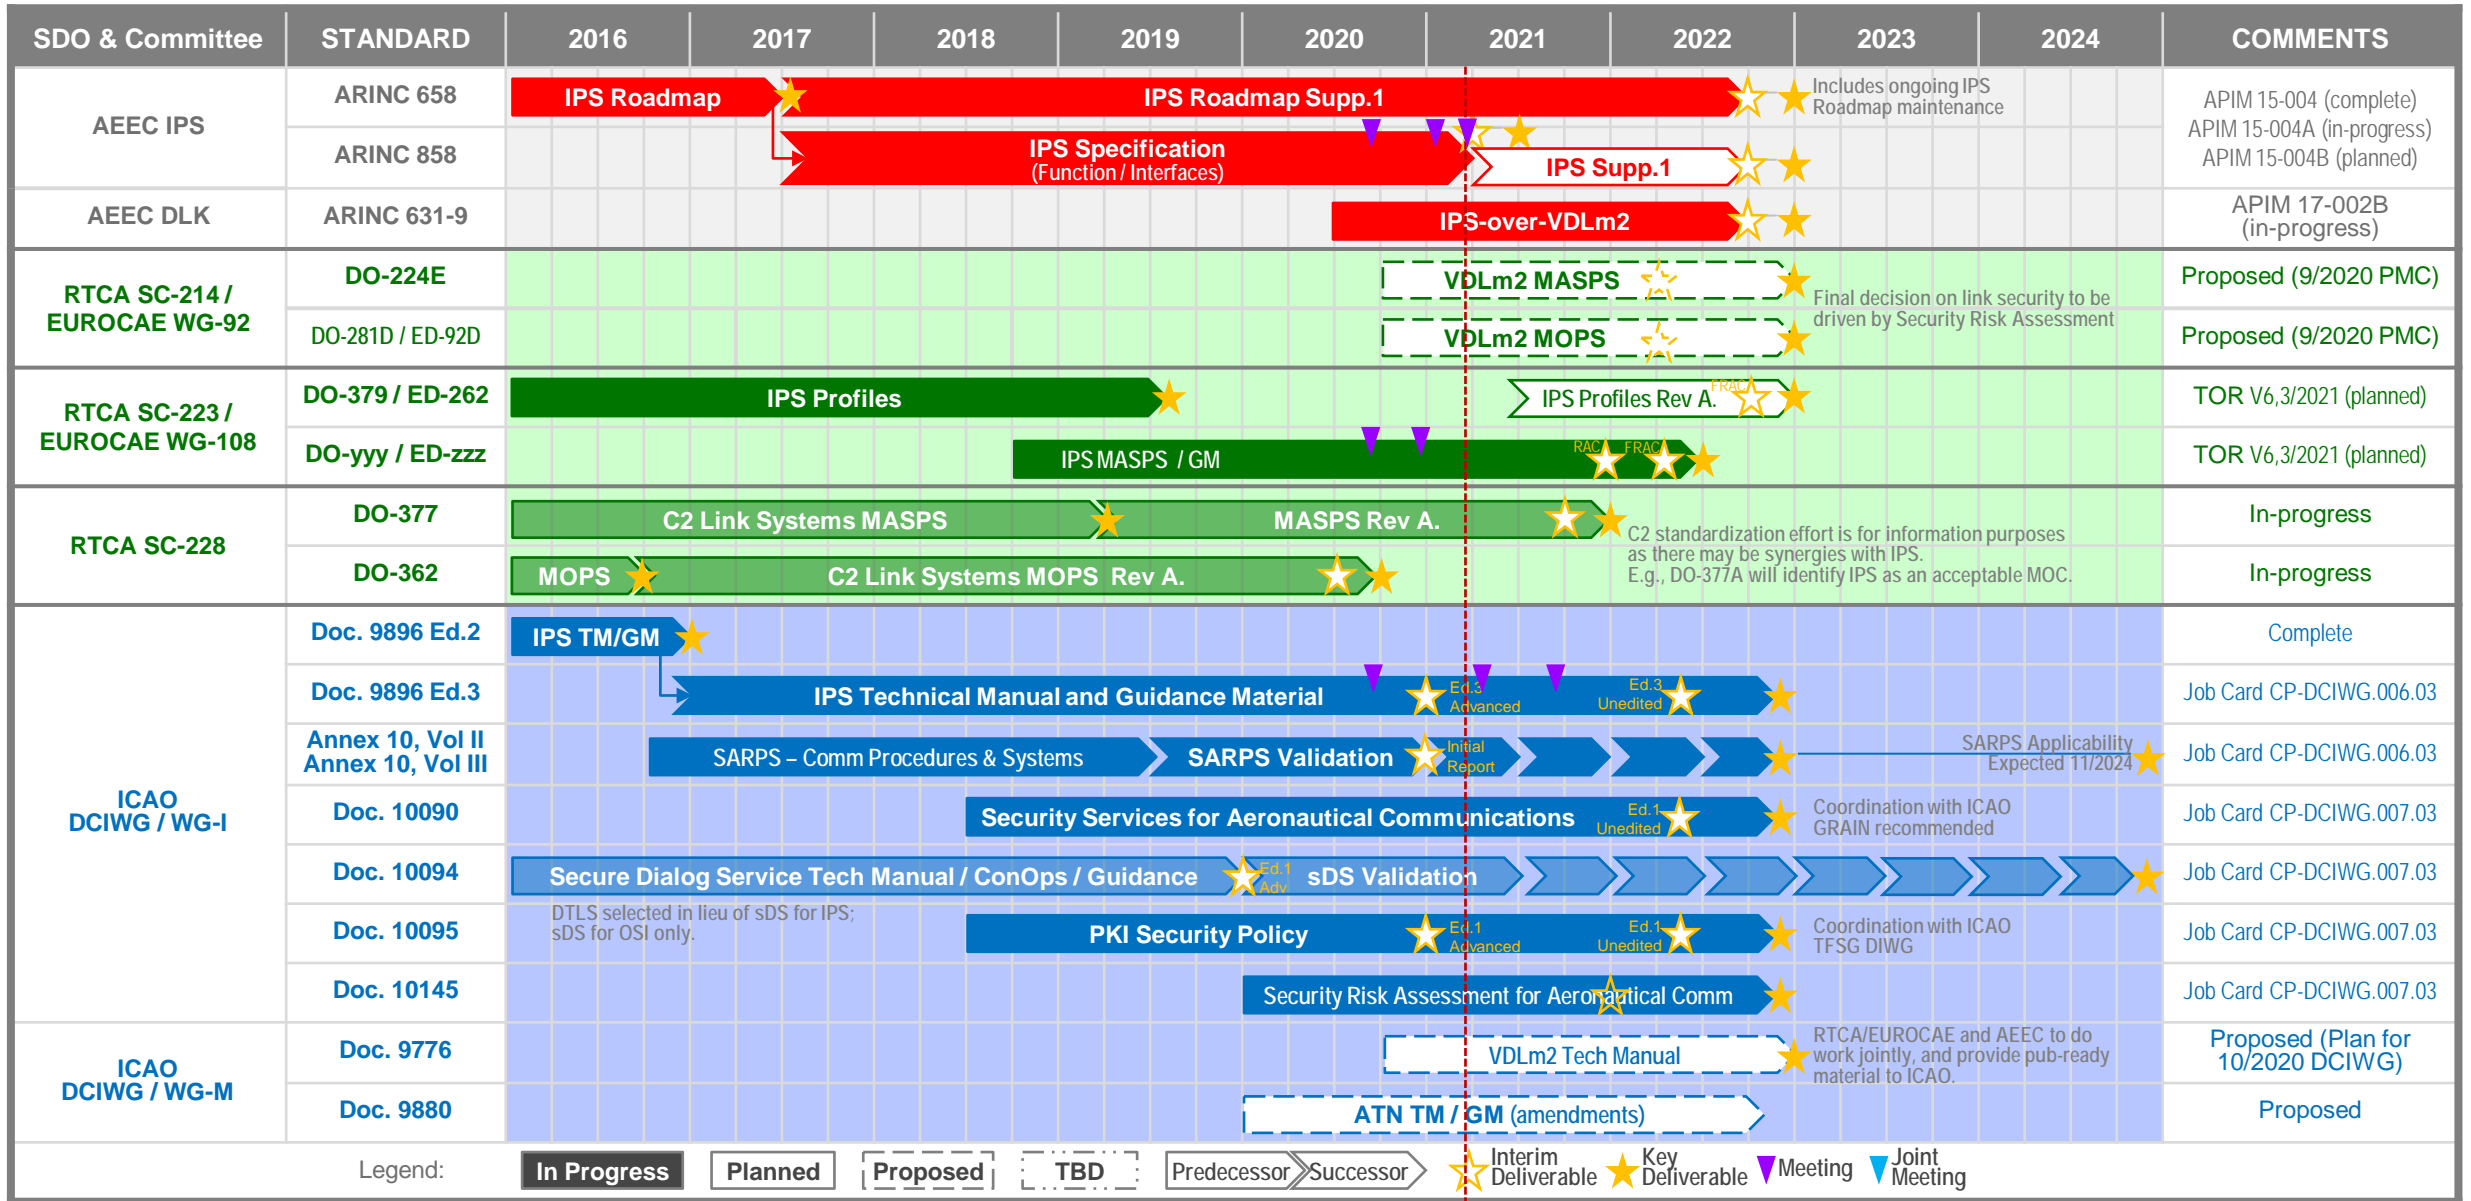 SDO & Committee STANDARD 2016 2017 2018 2019 2020 2021 2022 2023 2024 COMMENTS
AEEC IPS
ARINC 658
IPS Roadmap
IPS Roadmap Supp.1
Includes ongoing IPS
Roadmap maintenance
APIM 15-004 (complete)
APIM 15-004A (in-progress)
APIM 15-004B (planned)
ARINC 858
IPS Specification
(Function / Interfaces)
IPS Supp.1
AEEC DLK
ARINC 631-9
IPS-over-VDLm2
APIM 17-002B
(in-progress)
RTCA SC-214 /
EUROCAE WG-92
DO-224E
VDLm2 MASPS
Proposed (9/2020 PMC)
Final decision on link security to be
driven by Security Risk Assessment
DO-281D / ED-92D
VDLm2 MOPS
Proposed (9/2020 PMC)
RTCA SC-223 /
EUROCAE WG-108
DO-379 / ED-262
IPS Profiles
IPS Profiles Rev A.
FRAC
TOR V6,3/2021 (planned)
DO-yyy / ED-zzz
IPS MASPS / GM
RAC
FRAC
TOR V6,3/2021 (planned)
RTCA SC-228
DO-377
C2 Link Systems MASPS
MASPS Rev A.
In-progress
C2 standardization effort is for information purposes
as there may be synergies with IPS.
E.g., DO-377A will identify IPS as an acceptable MOC.
DO-362
MOPS
C2 Link Systems MOPS Rev A.
In-progress
ICAO
DCIWG / WG-I
Doc. 9896 Ed.2
IPS TM/GM
Complete
Doc. 9896 Ed.3
IPS Technical Manual and Guidance Material
Ed.3
Advanced
Ed.3
Unedited
Job Card CP-DCIWG.006.03
Annex 10, Vol II
Annex 10, Vol III
SARPS – Comm Procedures & Systems
SARPS Validation
Initial
Report
SARPS Applicability
Expected 11/2024
Job Card CP-DCIWG.006.03
Doc. 10090
Security Services for Aeronautical Communications
Ed.1
Unedited
Coordination with ICAO
GRAIN recommended
Job Card CP-DCIWG.007.03
Doc. 10094
Secure Dialog Service Tech Manual / ConOps / Guidance
Ed.1
Adv
sDS Validation
Job Card CP-DCIWG.007.03
DTLS selected in lieu of sDS for IPS;
sDS for OSI only.
Doc. 10095
PKI Security Policy
Ed.1
Advanced
Ed.1
Unedited
Coordination with ICAO
TFSG DIWG
Job Card CP-DCIWG.007.03
Doc. 10145
Security Risk Assessment for Aeronautical Comm
Job Card CP-DCIWG.007.03
ICAO
DCIWG / WG-M
Doc. 9776
VDLm2 Tech Manual
RTCA/EUROCAE and AEEC to do
work jointly, and provide pub-ready
material to ICAO.
Proposed (Plan for
10/2020 DCIWG)
Doc. 9880
ATN TM / GM (amendments)
Proposed
Legend:
In Progress
Planned
Proposed
TBD
Predecessor
Successor
Interim
Deliverable
Key
Deliverable
Meeting
Joint
Meeting